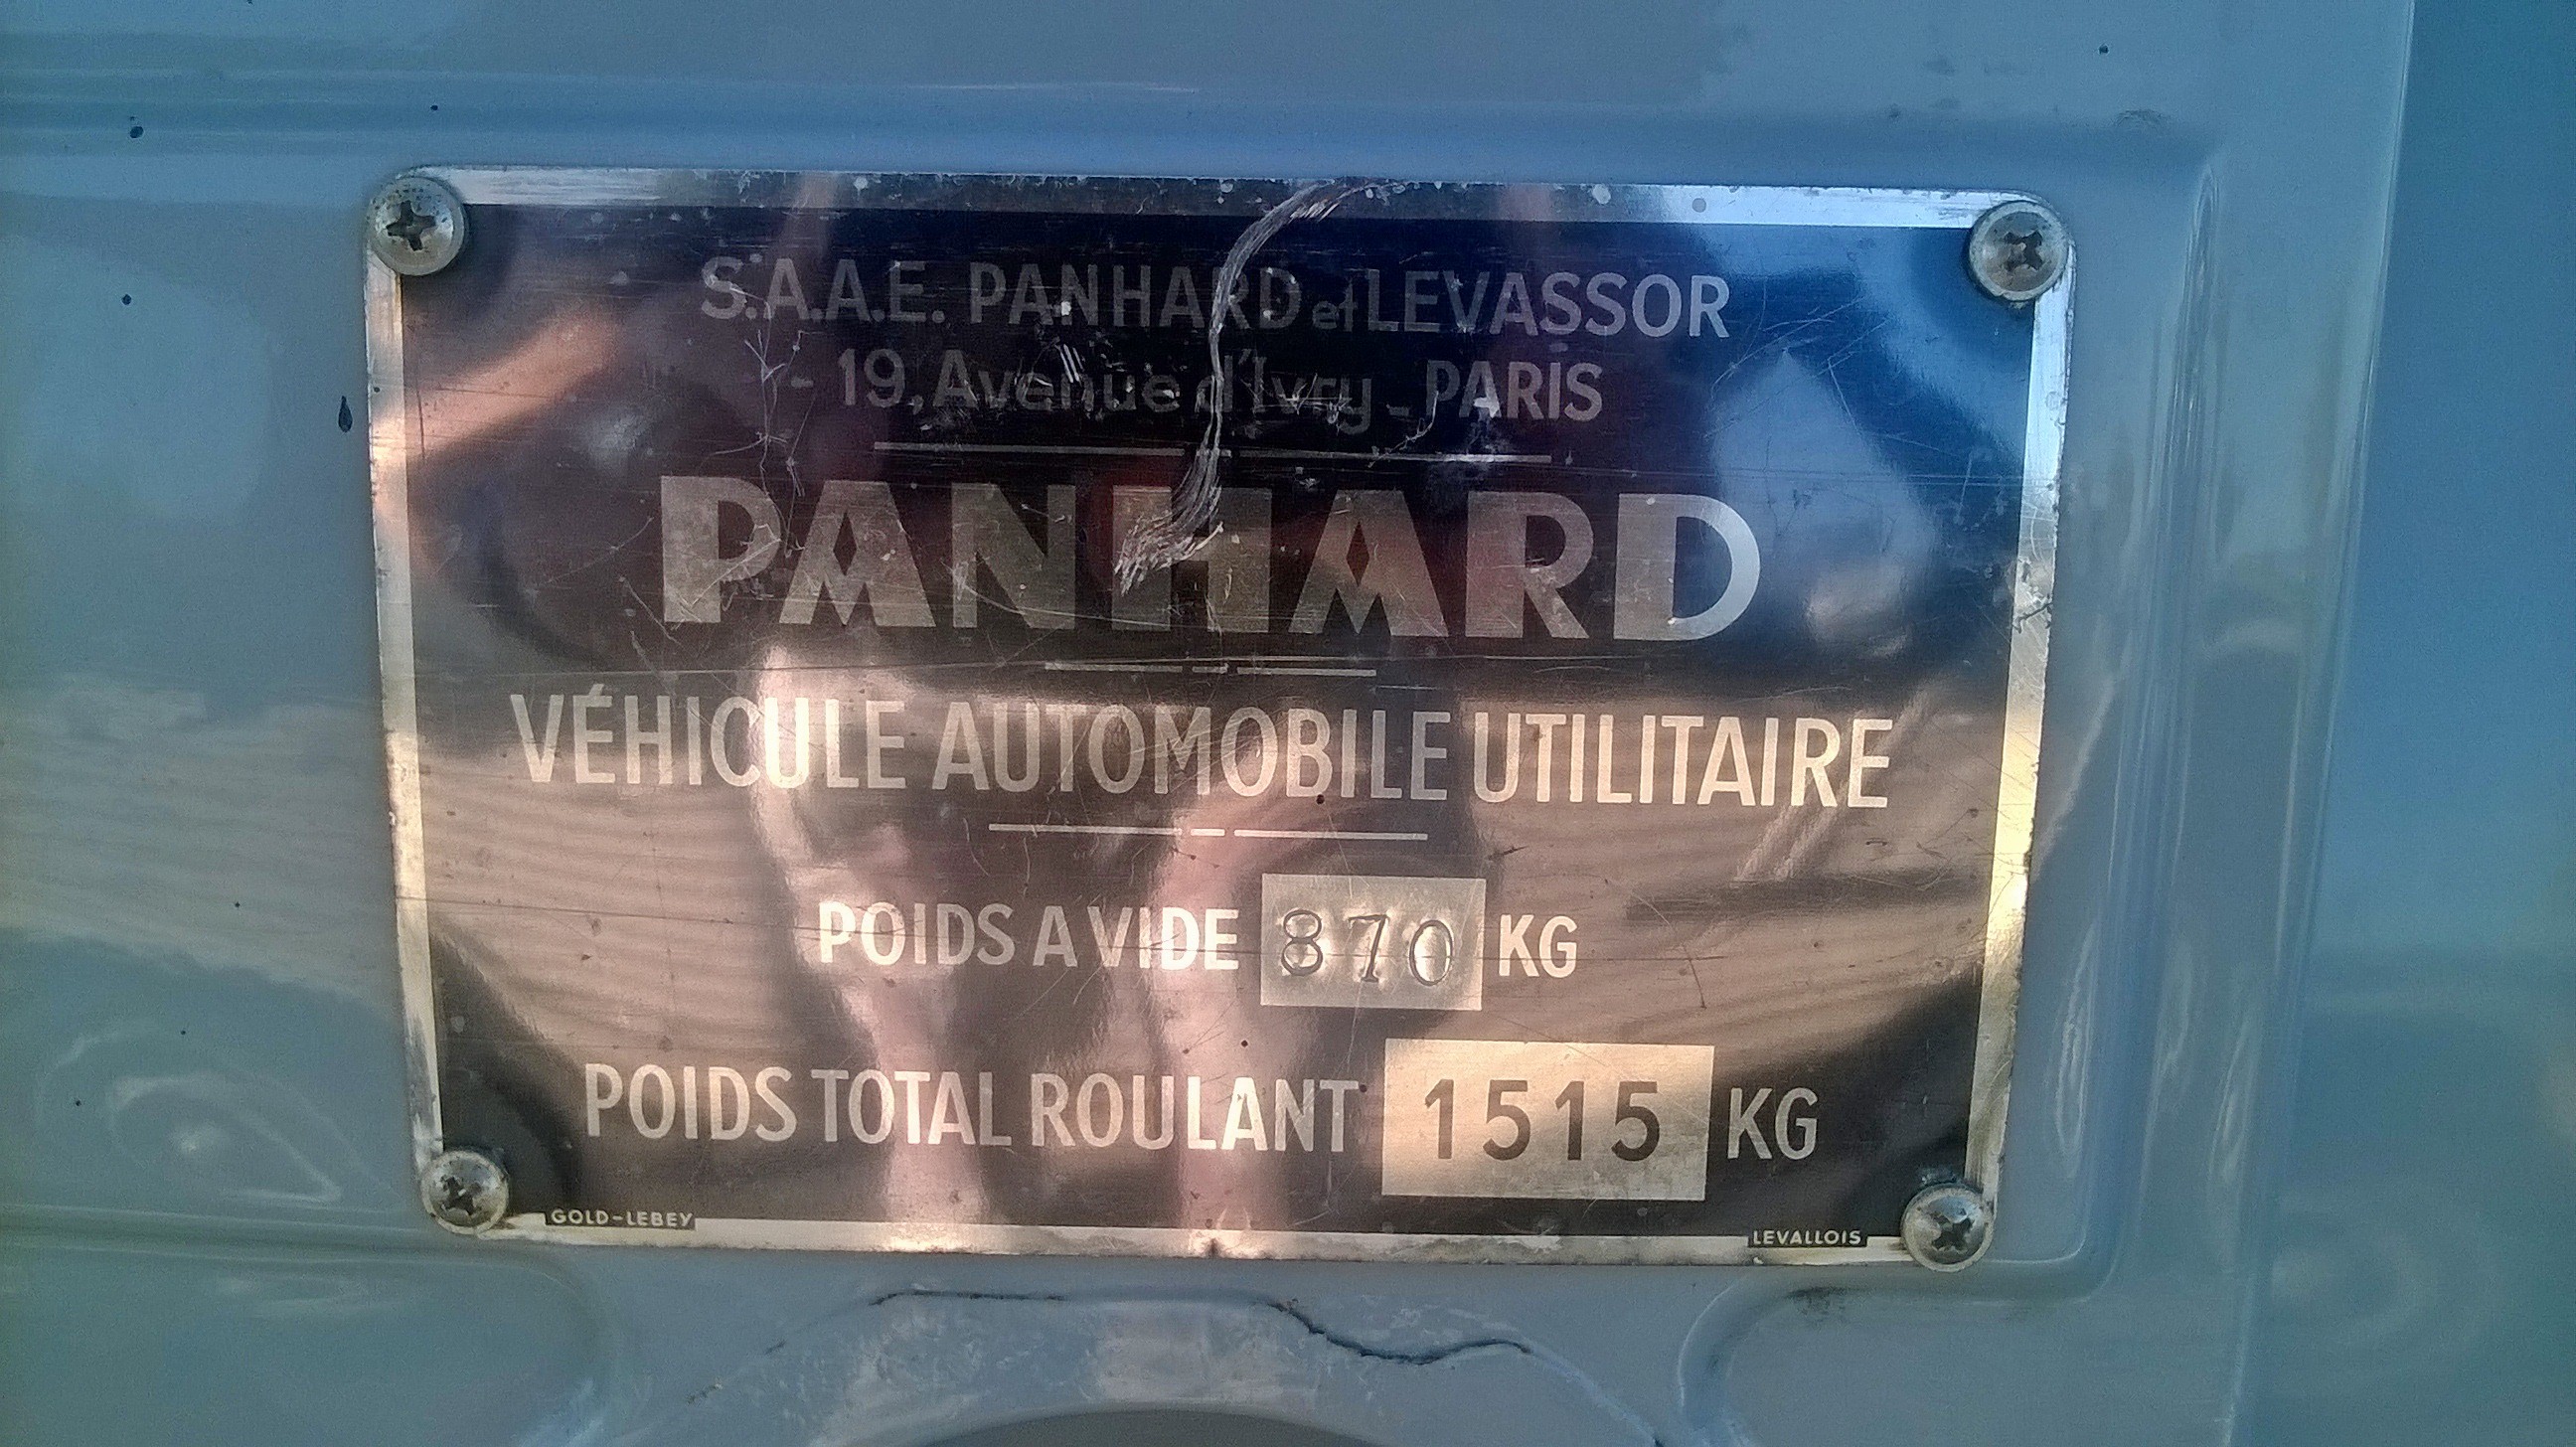 S.A.A.E. PANHARD et LEVASSOR
19, Avenue d'Ivry - PARIS
PANHARD
VÉHICULE AUTOMOBILE UTILITAIRE
POIDS A VIDE 870 KG
POIDS TOTAL ROULANT 1515 KG
GOLD-LEBEY LEVALLOIS